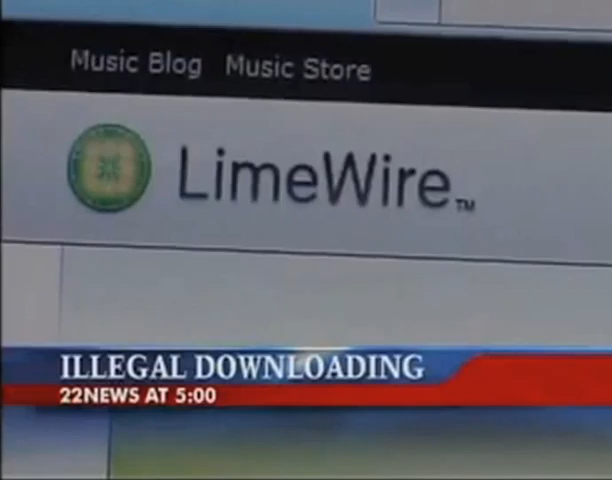 Music Blog Music Store
LimeWire™
ILLEGAL DOWNLOADING
22NEWS AT 5:00